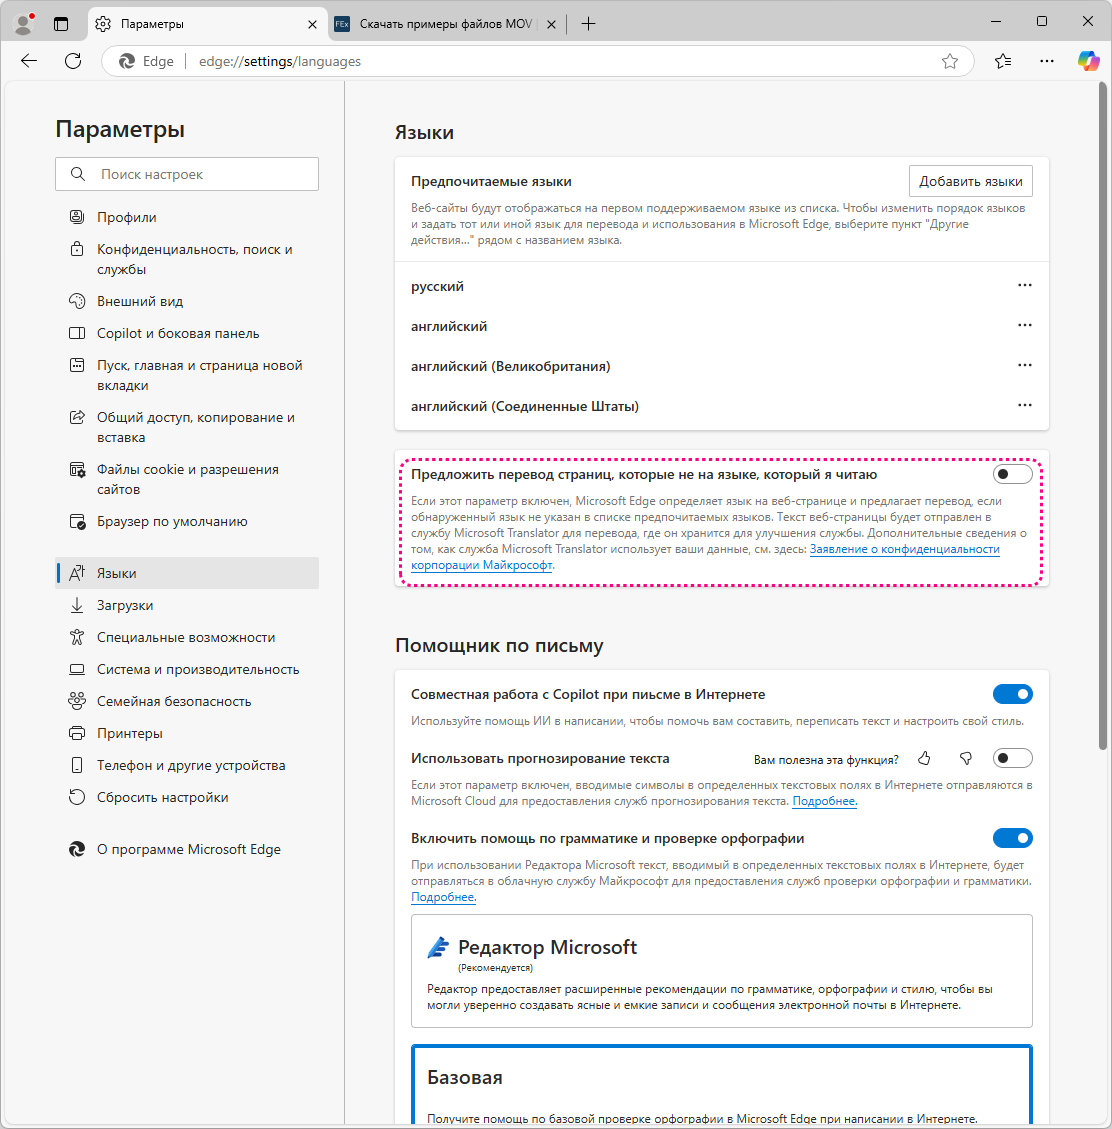 Параметры
FEx
Скачать примеры файлов MOV
Edge
edge://settings/languages
Параметры
Поиск настроек
Профили
Конфиденциальность, поиск и
службы
Внешний вид
Copilot и боковая панель
Пуск, главная и страница новой
вкладки
Общий доступ, копирование и
вставка
Файлы cookie и разрешения
сайтов
Браузер по умолчанию
Языки
Загрузки
Специальные возможности
Система и производительность
Семейная безопасность
Принтеры
Телефон и другие устройства
Сбросить настройки
О программе Microsoft Edge
Языки
Предпочитаемые языки
Добавить языки
Веб-сайты будут отображаться на первом поддерживаемом языке из списка. Чтобы изменить порядок языков
и задать тот или иной язык для перевода и использования в Microsoft Edge, выберите пункт "Другие
действия..." рядом с названием языка.
русский
английский
английский (Великобритания)
английский (Соединенные Штаты)
Предложить перевод страниц, которые не на языке, который я читаю
Если этот параметр включен, Microsoft Edge определяет язык на веб-странице и предлагает перевод, если
обнаруженный язык не указан в списке предпочитаемых языков. Текст веб-страницы будет отправлен в
службу Microsoft Translator для перевода, где он хранится для улучшения службы. Дополнительные сведения о
том, как служба Microsoft Translator использует ваши данные, см. здесь: Заявление о конфиденциальности
корпорации Майкрософт.
Помощник по письму
Совместная работа с Copilot при пиьсме в Интернете
Используйте помощь ИИ в написании, чтобы помочь вам составить, переписать текст и настроить свой стиль.
Использовать прогнозирование текста
Вам полезна эта функция?
Если этот параметр включен, вводимые символы в определенных текстовых полях в Интернете отправляются в
Microsoft Cloud для предоставления служб прогнозирования текста. Подробнее.
Включить помощь по грамматике и проверке орфографии
При использовании Редактора Microsoft текст, вводимый в определенных текстовых полях в Интернете, будет
отправляться в облачную службу Майкрософт для предоставления служб проверки орфографии и грамматики.
Подробнее.
Редактор Microsoft
(Рекомендуется)
Редактор предоставляет расширенные рекомендации по грамматике, орфографии и стилю, чтобы вы
могли уверенно создавать ясные и емкие записи и сообщения электронной почты в Интернете.
Базовая
Получите помощь по базовой проверке орфографии в Microsoft Edge при написании в Интернете.